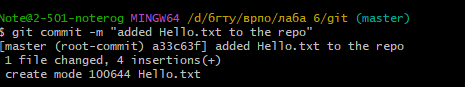 Note@2-501-noterog MINGW64 /d/бгту/врпо/лаба 6/git (master)
$ git commit -m "added Hello.txt to the repo"
[master (root-commit) a33c63f] added Hello.txt to the repo
 1 file changed, 4 insertions(+)
 create mode 100644 Hello.txt